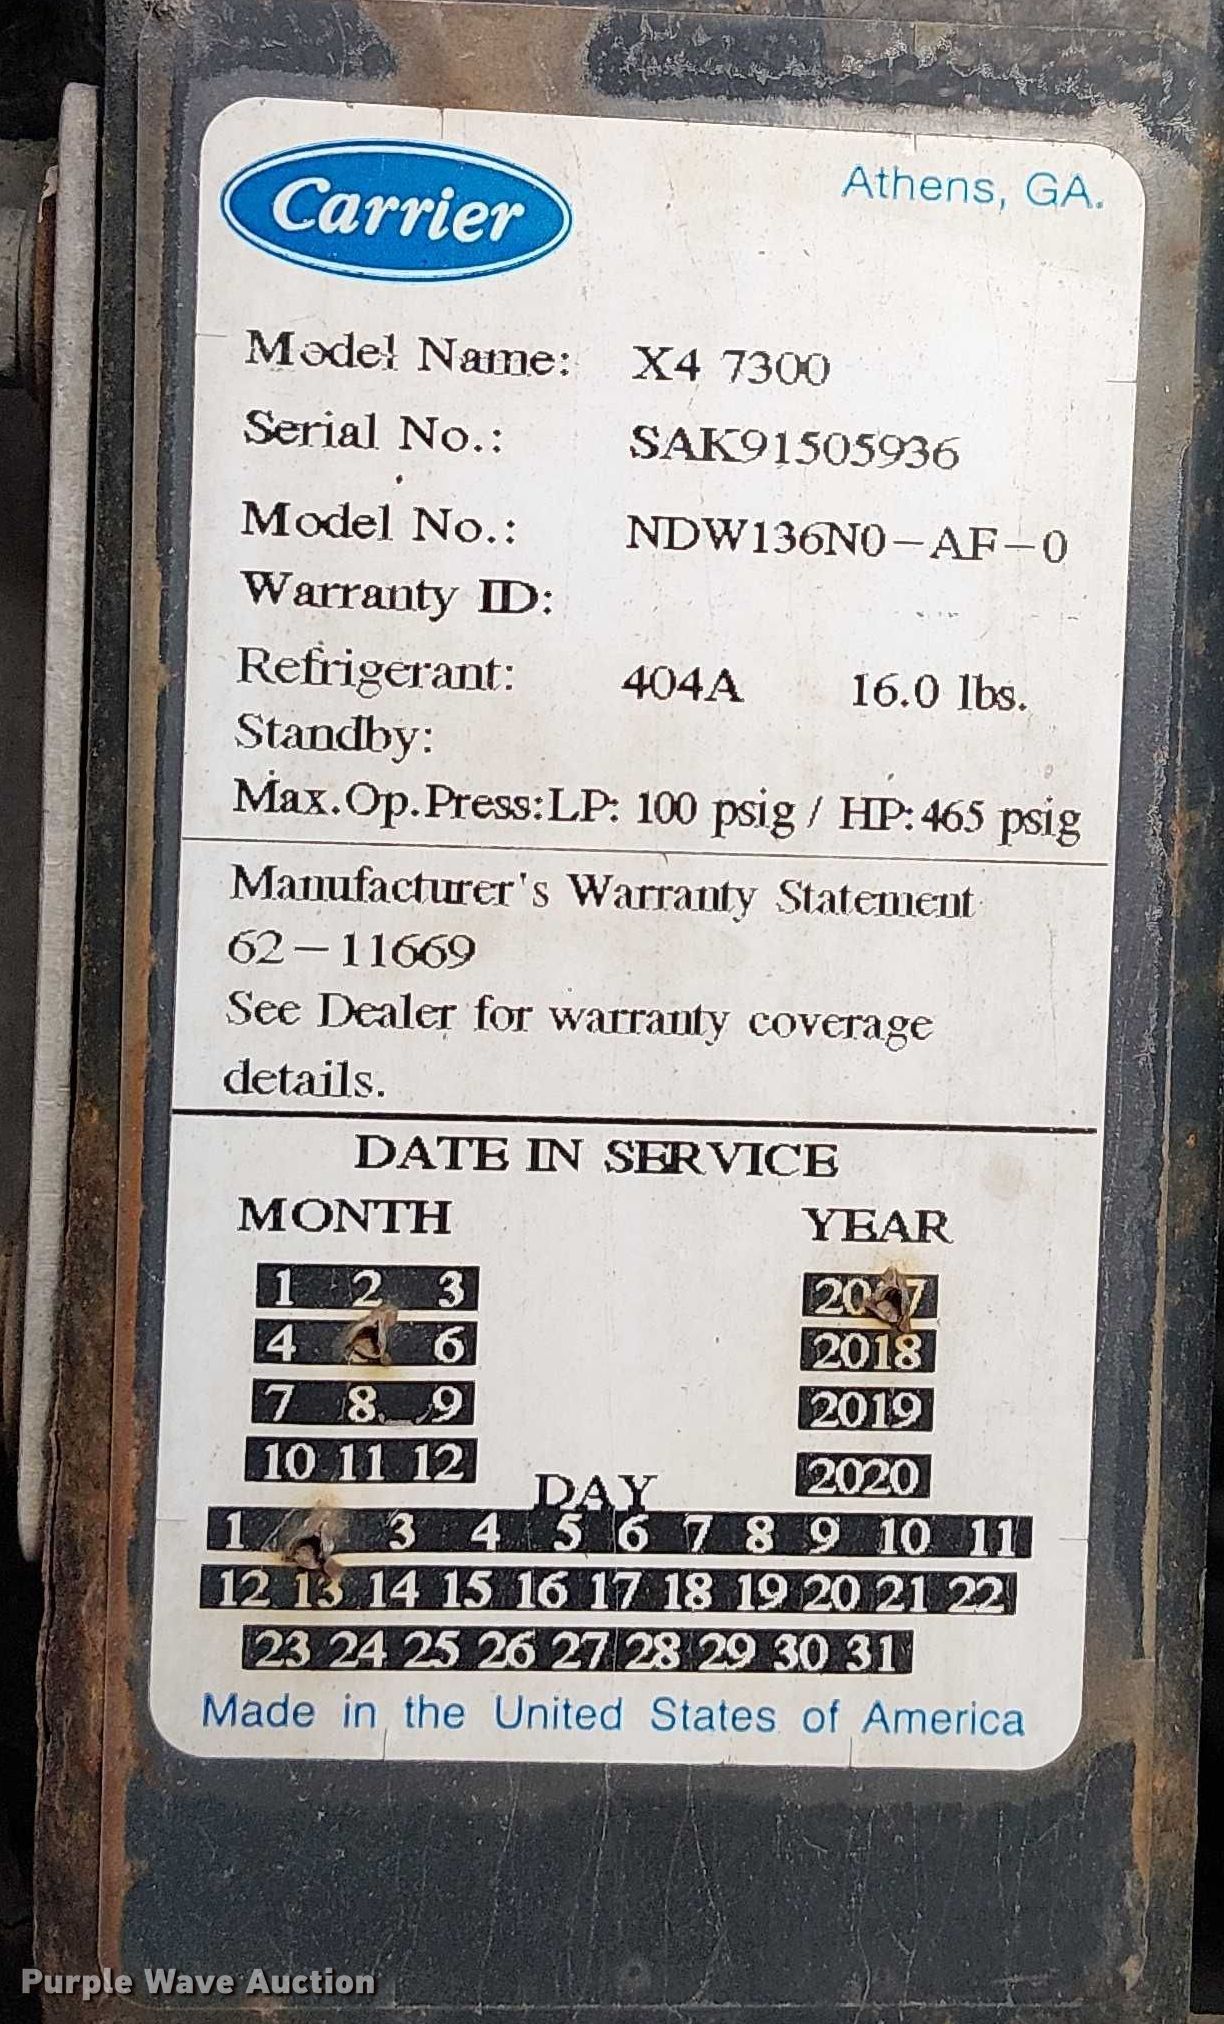 Carrier
Athens, GA.
Model Name: X4 7300
Serial No.: SAK91505936
Model No.: NDW136N0-AF-0
Warranty ID:
Refrigerant: 404A 16.0 lbs.
Standby:
Max.Op.Press:LP: 100 psig / HP:465 psig
Manufacturer's Warranty Statement
62-11669
See Dealer for warranty coverage
details.
DATE IN SERVICE
MONTH YEAR
1 2 3
4 6
7 8 9
10 11 12
2018
2019
2020
DAY
1 3 4 5 6 7 8 9 10 11
12 13 14 15 16 17 18 19 20 21 22
23 24 25 26 27 28 29 30 31
Made in the United States of America
Purple Wave Auction